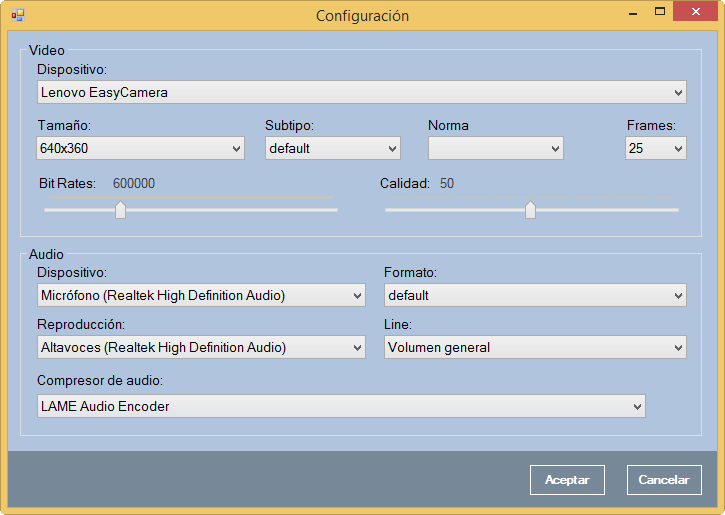 Configuración
Video
Dispositivo:
Lenovo EasyCamera
Tamaño: Subtipo: Norma Frames:
640x360 default 25
Bit Rates: 600000 Calidad: 50
Audio
Dispositivo: Formato:
Micrófono (Realtek High Definition Audio) default
Reproducción: Line:
Altavoces (Realtek High Definition Audio) Volumen general
Compresor de audio:
LAME Audio Encoder
Aceptar Cancelar